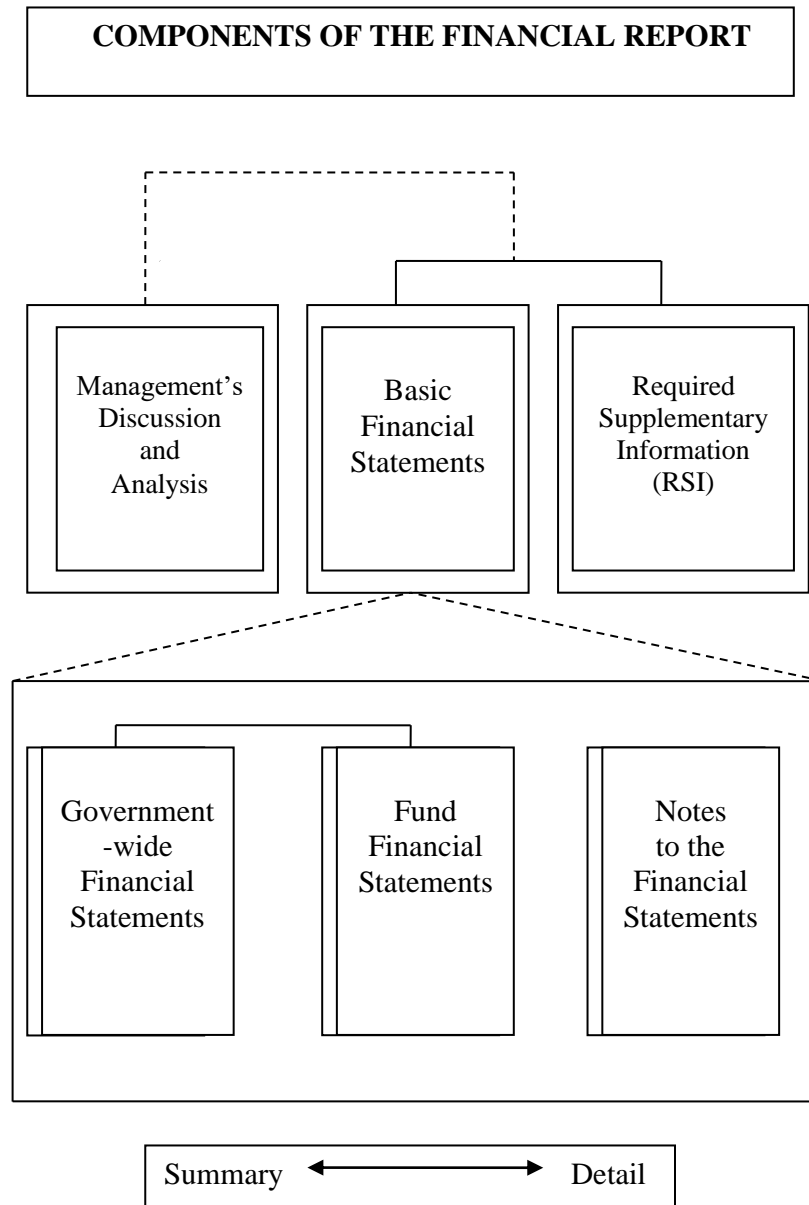 COMPONENTS OF THE FINANCIAL REPORT
Management’s
Discussion
and
Analysis
Basic
Financial
Statements
Required
Supplementary
Information
(RSI)
Government
-wide
Financial
Statements
Fund
Financial
Statements
Notes
to the
Financial
Statements
Summary Detail